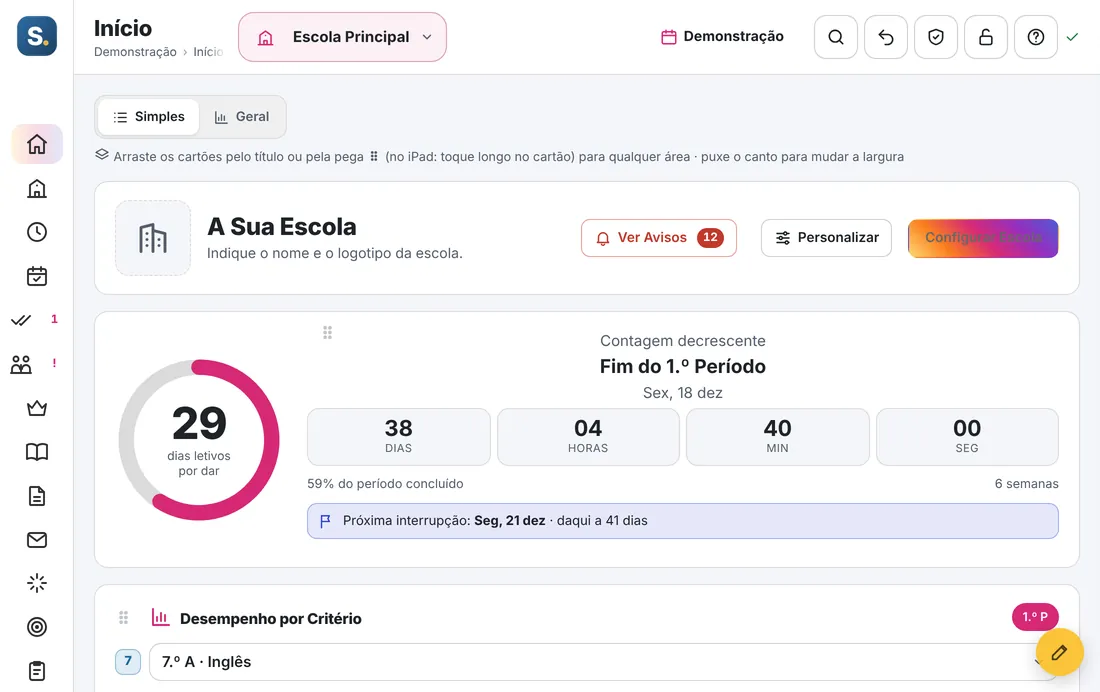 S.
Início
Demonstração › Início
Escola Principal
Demonstração
Simples
Geral
Arraste os cartões pelo título ou pela pega ⠿ (no iPad: toque longo no cartão) para qualquer área · puxe o canto para mudar a largura
A Sua Escola
Indique o nome e o logotipo da escola.
Ver Avisos 12
Personalizar
Configurar Escola
1
!
Contagem decrescente
Fim do 1.º Período
Sex, 18 dez
29
dias letivos
por dar
38
DIAS
04
HORAS
40
MIN
00
SEG
59% do período concluído
6 semanas
Próxima interrupção: Seg, 21 dez · daqui a 41 dias
Desempenho por Critério
1.º P
7
7.º A · Inglês